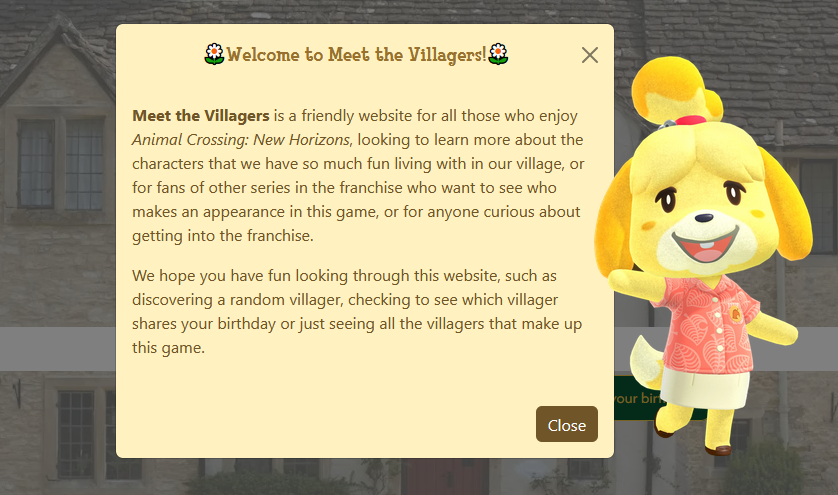 Welcome to Meet the Villagers!
Meet the Villagers is a friendly website for all those who enjoy
Animal Crossing: New Horizons, looking to learn more about the
characters that we have so much fun living with in our village, or
for fans of other series in the franchise who want to see who
makes an appearance in this game, or for anyone curious about
getting into the franchise.
We hope you have fun looking through this website, such as
discovering a random villager, checking to see which villager
shares your birthday or just seeing all the villagers that make up
this game.
your
Close